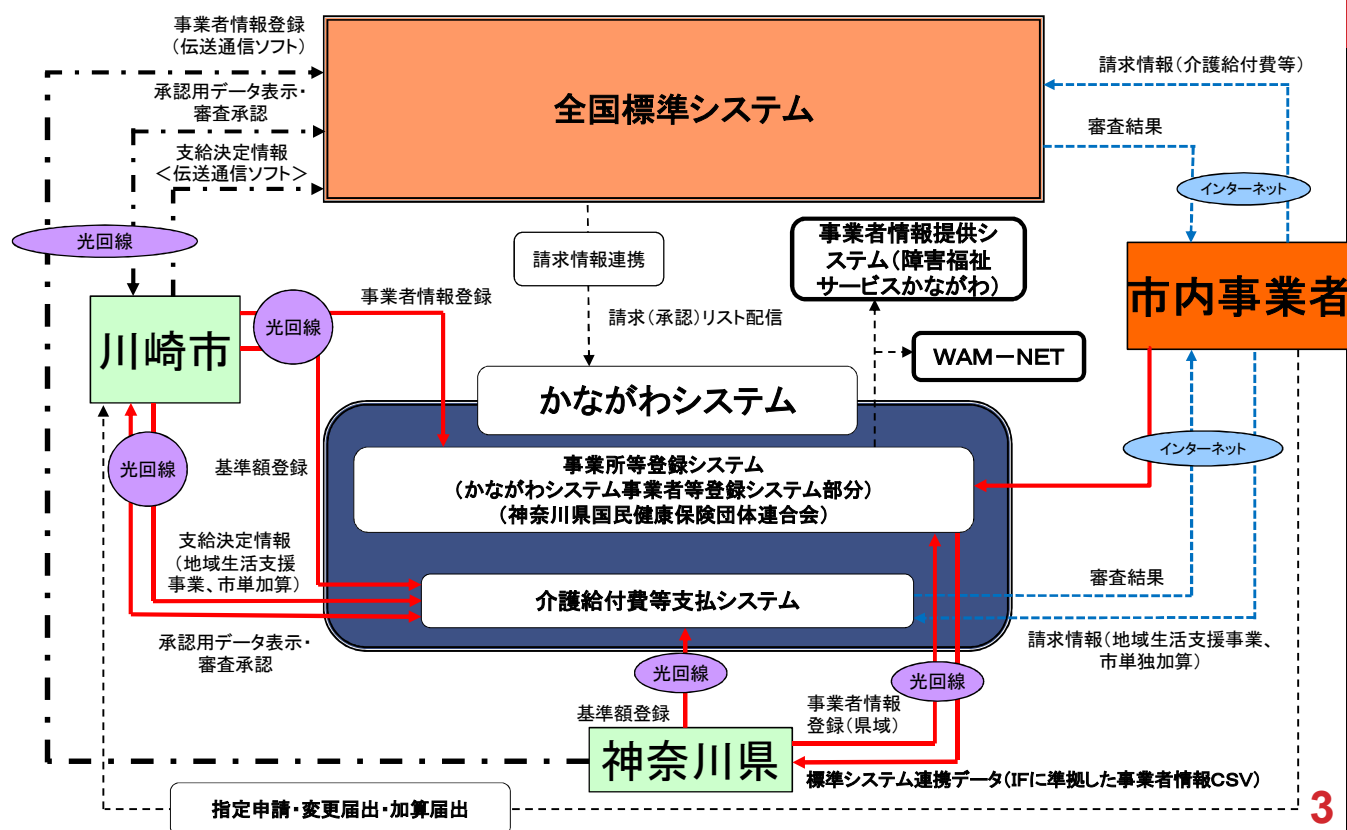 事業者情報登録
(伝送通信ソフト)
承認用データ表示・
審査承認
支給決定情報
＜伝送通信ソフト＞
全国標準システム
請求情報(介護給付費等)
審査結果
インターネット
光回線
請求情報連携
事業者情報提供シ
ステム(障害福祉
サービスかながわ)
市内事業者
事業者情報登録
光回線
川崎市
請求(承認)リスト配信
WAM－NET
かながわシステム
光回線
基準額登録
事業所等登録システム
(かながわシステム事業者等登録システム部分)
(神奈川県国民健康保険団体連合会)
インターネット
支給決定情報
(地域生活支援
事業、市単加算)
介護給付費等支払システム
審査結果
承認用データ表示・
審査承認
請求情報(地域生活支援事業、
市単独加算)
光回線
光回線
基準額登録
事業者情報
登録(県域)
神奈川県
標準システム連携データ(IFに準拠した事業者情報CSV)
指定申請・変更届出・加算届出
3